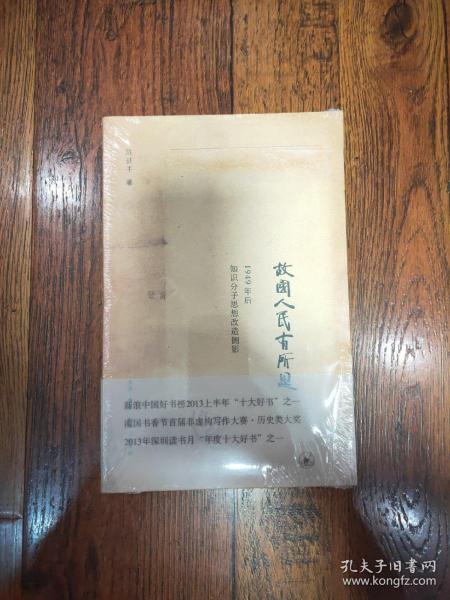 故國人民有所思
1949年后
知识分子思想改造侧影
陈徒手 著
新浪中国好书榜2013上半年“十大好书”之一
南国书香节首届非虚构写作大赛·历史类大奖
2013年深圳读书月“年度十大好书”之一
孔夫子旧书网
www.kongfz.com